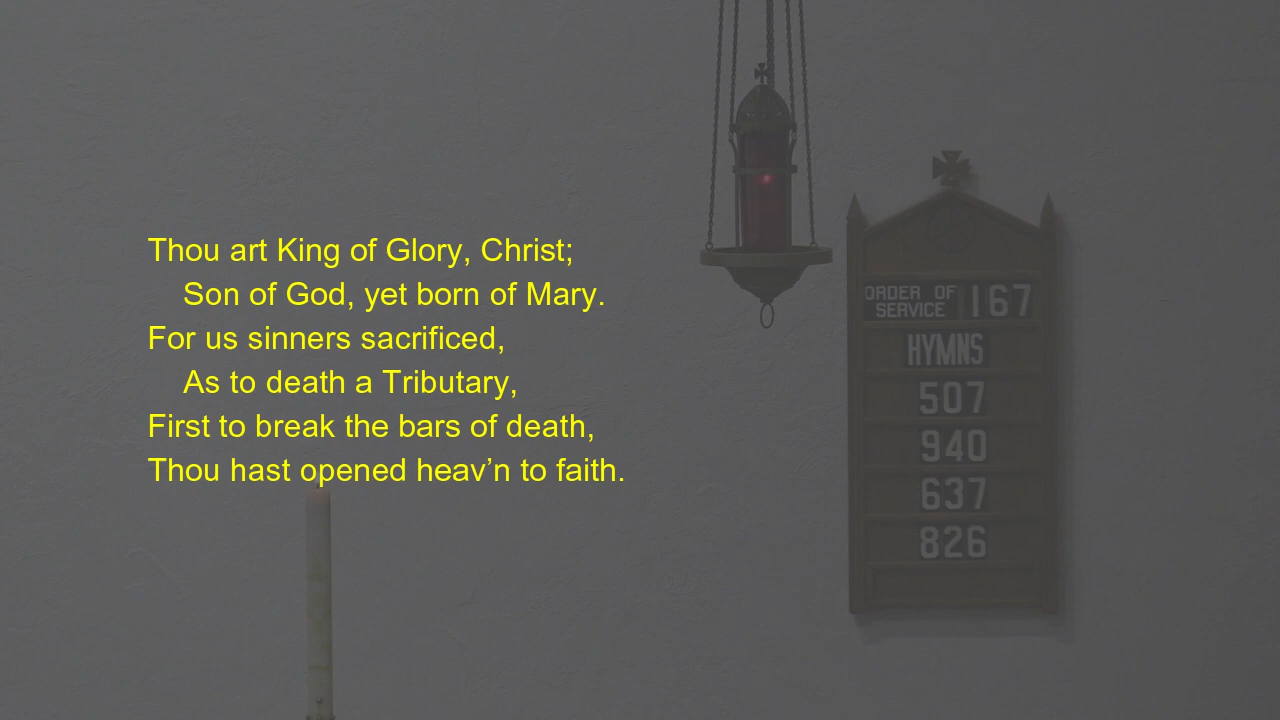 Thou art King of Glory, Christ;
Son of God, yet born of Mary.
For us sinners sacrificed,
As to death a Tributary,
First to break the bars of death,
Thou hast opened heav’n to faith.
ORDER OF SERVICE 167
HYMNS
507
940
637
826